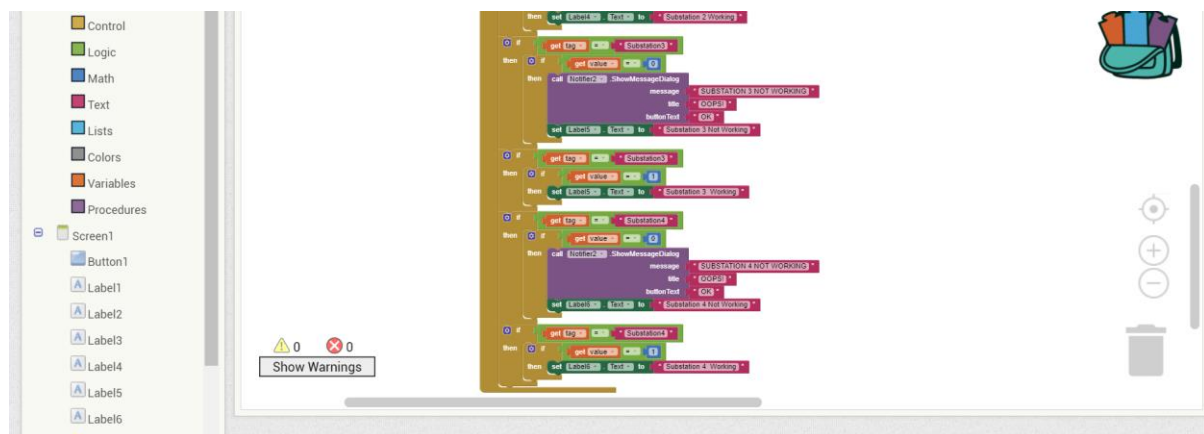 Control
Logic
Math
Text
Lists
Colors
Variables
Procedures
Screen1
Button1
Label1
Label2
Label3
Label4
Label5
Label6
0 0
Show Warnings
then set Label4 . Text to " Substation 2 Working "
if get tag = " Substation3 "
then if get value = 0
then call Notifier2 .ShowMessageDialog
message " SUBSTATION 3 NOT WORKING "
title " OOPS! "
buttonText " OK "
set Label5 . Text to " Substation 3 Not Working "
if get tag = " Substation3 "
then if get value = 1
then set Label5 . Text to " Substation 3 Working "
if get tag = " Substation4 "
then if get value = 0
then call Notifier2 .ShowMessageDialog
message " SUBSTATION 4 NOT WORKING "
title " OOPS! "
buttonText " OK "
set Label6 . Text to " Substation 4 Not Working "
if get tag = " Substation4 "
then if get value = 1
then set Label6 . Text to " Substation 4 Working "